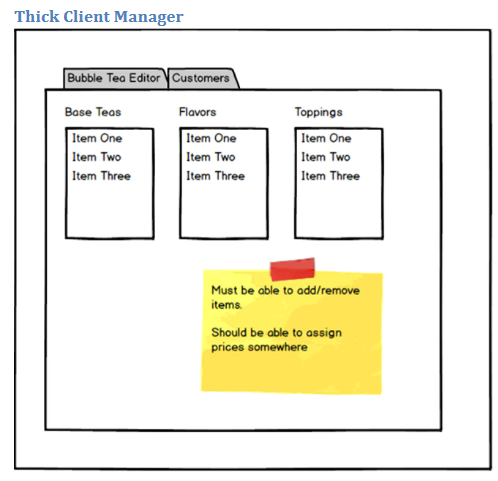 Thick Client Manager
Bubble Tea Editor
Customers
Base Teas
Item One
Item Two
Item Three
Flavors
Item One
Item Two
Item Three
Toppings
Item One
Item Two
Item Three
Must be able to add/remove
items.
Should be able to assign
prices somewhere